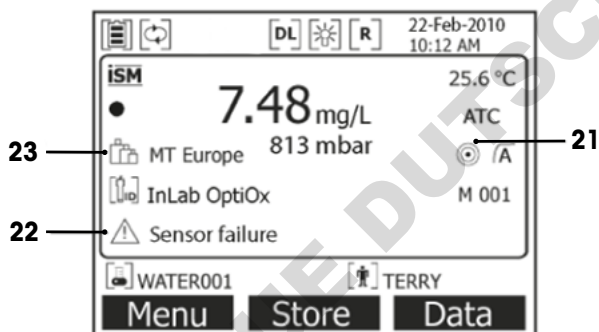 DL R 22-Feb-2010
10:12 AM
iSM 25.6 °C
7.48 mg/L ATC
23 MT Europe 813 mbar A 21
ID InLab OptiOx M 001
22 Sensor failure
WATER001 TERRY
Menu Store Data